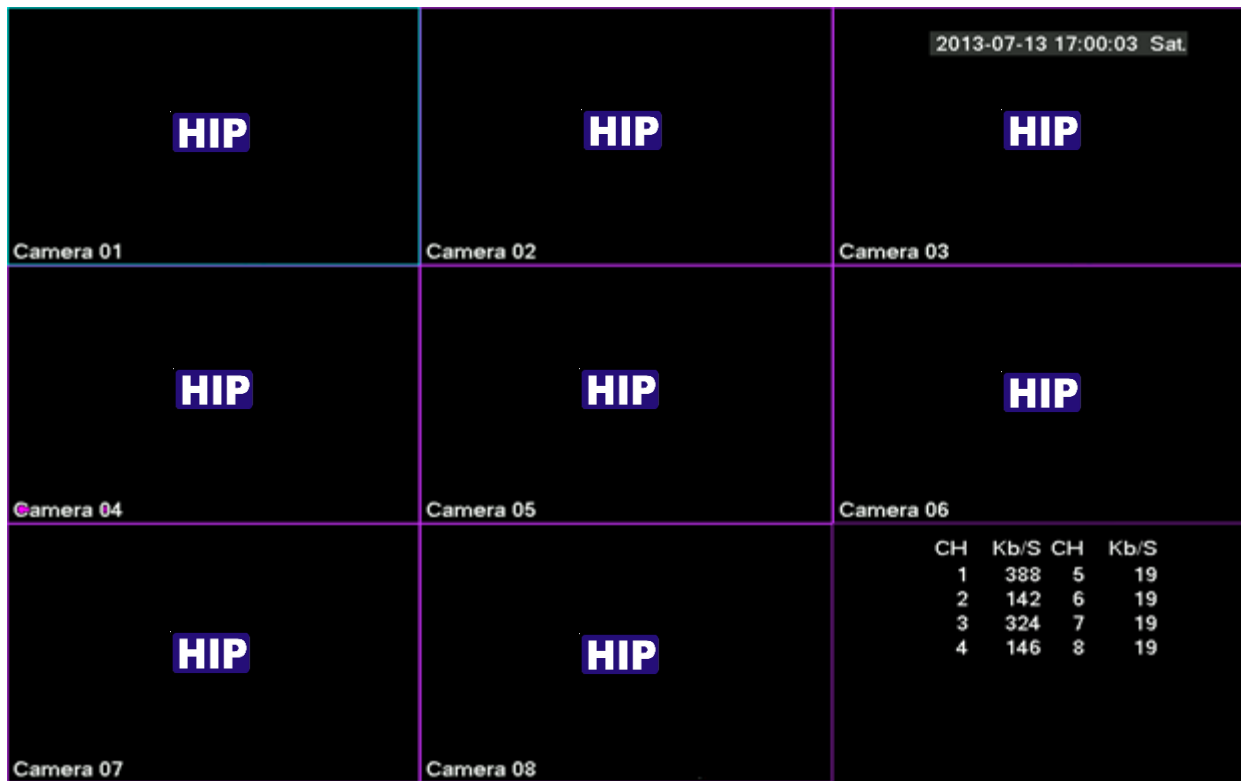 2013-07-13 17:00:03 Sat.
HIP
HIP
HIP
Camera 01
Camera 02
Camera 03
HIP
HIP
HIP
Camera 04
Camera 05
Camera 06
HIP
HIP
CH Kb/S CH Kb/S
1 388 5 19
2 142 6 19
3 324 7 19
4 146 8 19
Camera 07
Camera 08